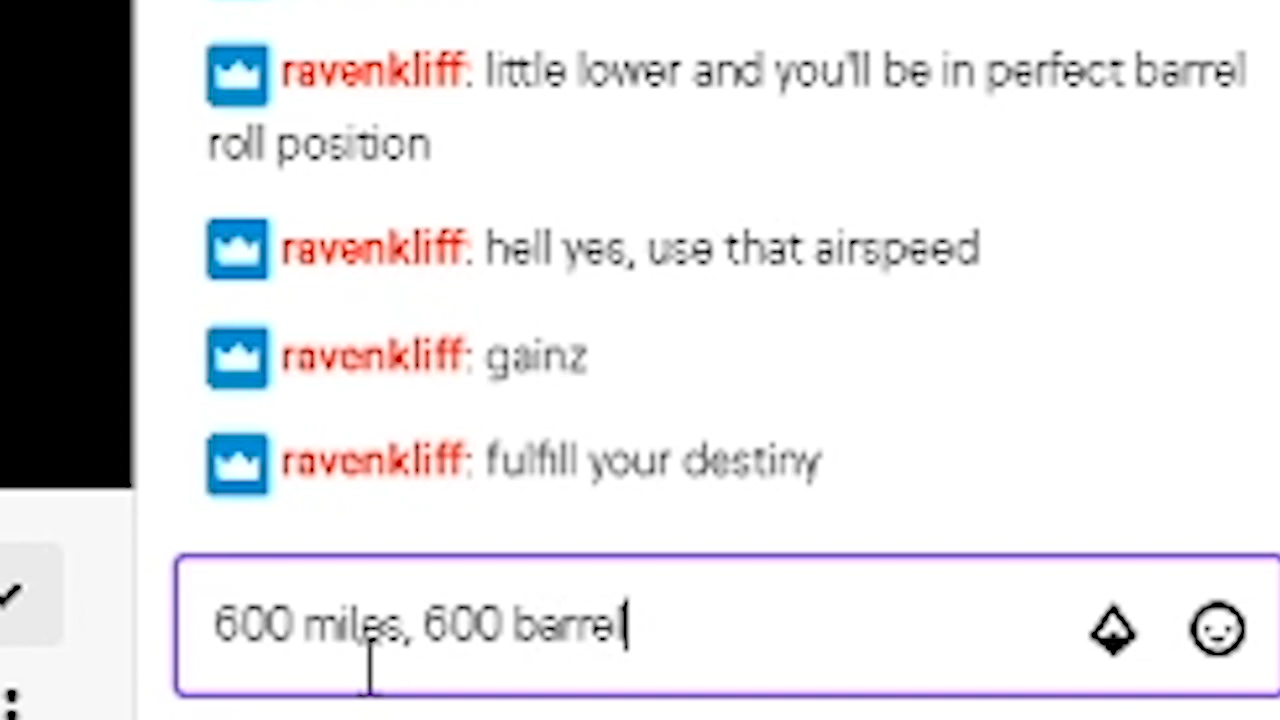 ravenkliff: little lower and you'll be in perfect barrel
roll position
ravenkliff: hell yes, use that airspeed
ravenkliff: gainz
ravenkliff: fulfill your destiny
600 miles, 600 barrel